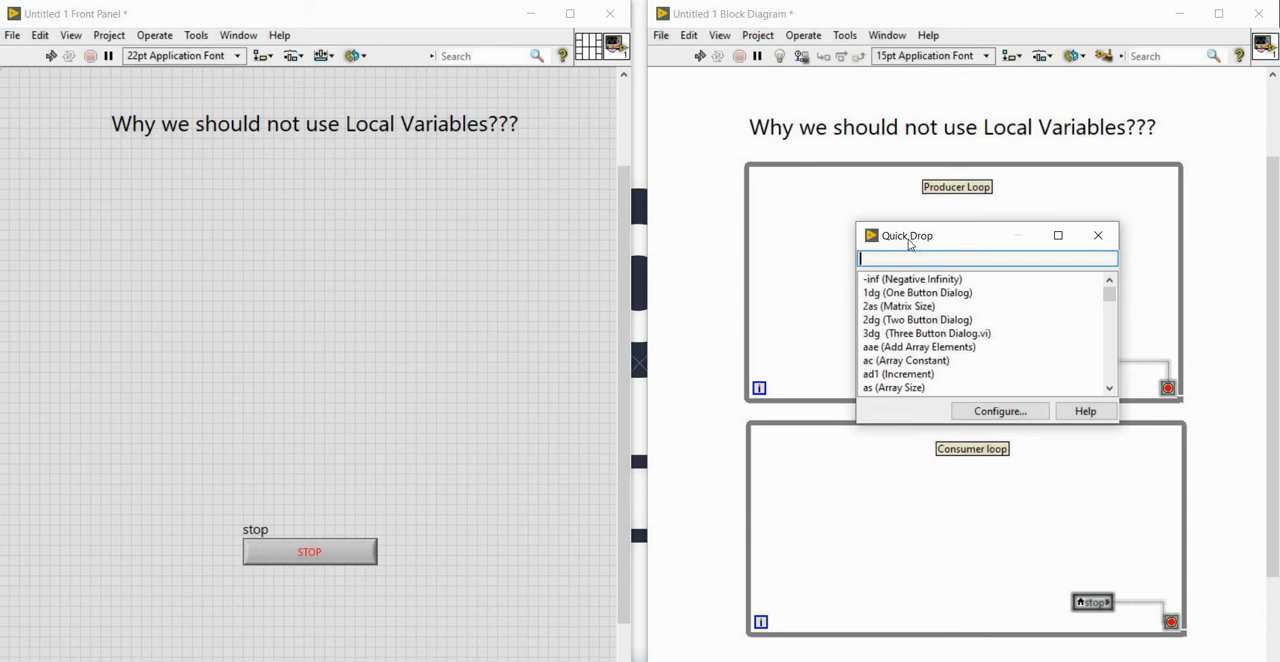 Untitled 1 Front Panel *
File Edit View Project Operate Tools Window Help
22pt Application Font
Search
Why we should not use Local Variables???
stop
STOP
Untitled 1 Block Diagram *
File Edit View Project Operate Tools Window Help
15pt Application Font
Search
1
Why we should not use Local Variables???
Producer Loop
Quick Drop
-inf (Negative Infinity)
1dg (One Button Dialog)
2as (Matrix Size)
2dg (Two Button Dialog)
3dg (Three Button Dialog.vi)
aae (Add Array Elements)
ac (Array Constant)
ad1 (Increment)
as (Array Size)
Configure... Help
i
Consumer loop
stop
i